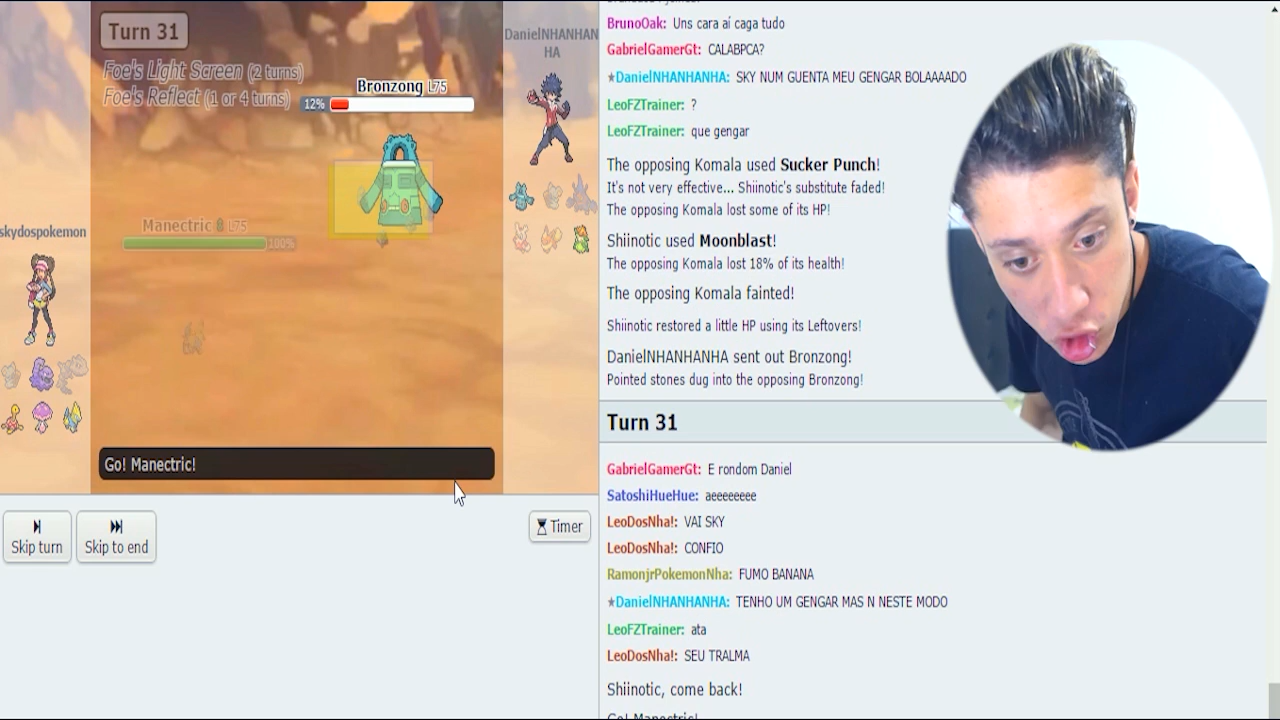 Turn 31
Foe's Light Screen (2 turns)
Foe's Reflect (1 or 4 turns)
Bronzong L75
12%
Manectric L75
100%
DanielNHANHAN
HA
skydospokemon
Go! Manectric!
Skip turn
Skip to end
Timer
BrunoOak: Uns cara aí caga tudo
GabrielGamerGt: CALABPCA?
★DanielNHANHANHA: SKY NUM GUENTA MEU GENGAR BOLAAAADO
LeoFZTrainer: ?
LeoFZTrainer: que gengar
The opposing Komala used Sucker Punch!
It's not very effective... Shiinotic's substitute faded!
The opposing Komala lost some of its HP!
Shiinotic used Moonblast!
The opposing Komala lost 18% of its health!
The opposing Komala fainted!
Shiinotic restored a little HP using its Leftovers!
DanielNHANHANHA sent out Bronzong!
Pointed stones dug into the opposing Bronzong!
Turn 31
GabrielGamerGt: E rondom Daniel
SatoshiHueHue: aeeeeeeee
LeoDosNha!: VAI SKY
LeoDosNha!: CONFIO
RamonjrPokemonNha: FUMO BANANA
★DanielNHANHANHA: TENHO UM GENGAR MAS N NESTE MODO
LeoFZTrainer: ata
LeoDosNha!: SEU TRALMA
Shiinotic, come back!
Go! Manectric!